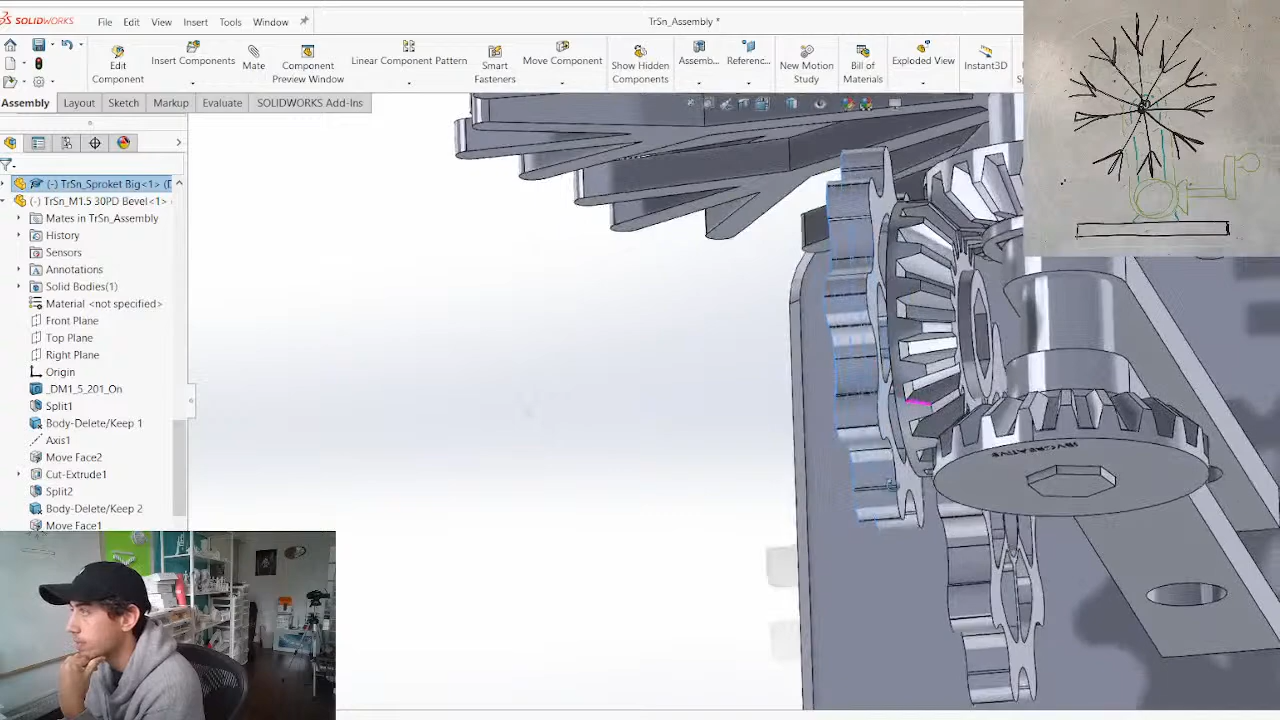 SOLIDWORKS File Edit View Insert Tools Window TrSn_Assembly *
Edit Component Insert Components Mate Component Preview Window Linear Component Pattern Smart Fasteners Move Component Show Hidden Components Assemb... Referenc... New Motion Study Bill of Materials Exploded View Instant3D
Assembly Layout Sketch Markup Evaluate SOLIDWORKS Add-Ins
(-) TrSn_Sproket Big<1>
(-) TrSn_M1.5 30PD Bevel<1>
Mates in TrSn_Assembly
History
Sensors
Annotations
Solid Bodies(1)
Material <not specified>
Front Plane
Top Plane
Right Plane
Origin
_DM1_5_201_On
Split1
Body-Delete/Keep 1
Axis1
Move Face2
Cut-Extrude1
Split2
Body-Delete/Keep 2
Move Face1